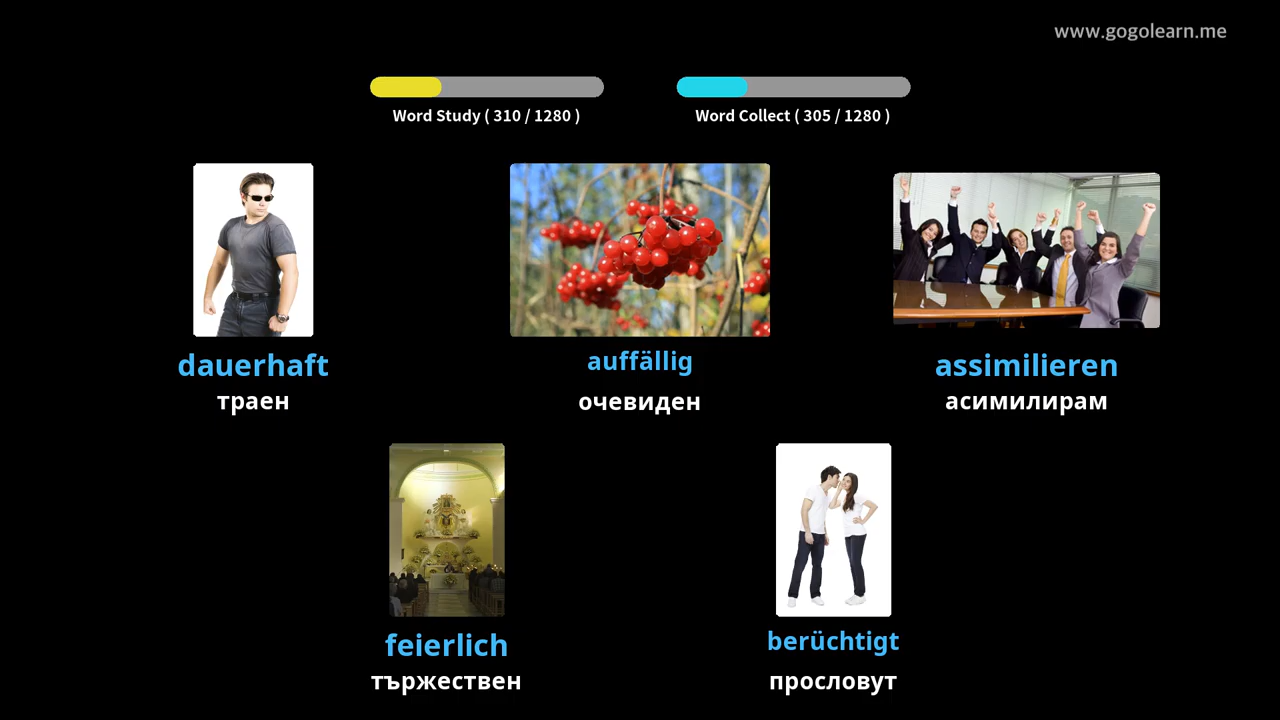 www.gogolearn.me
Word Study ( 310 / 1280 )
Word Collect ( 305 / 1280 )
dauerhaft
траен
auffällig
очевиден
assimilieren
асимилирам
feierlich
тържествен
berüchtigt
прословут